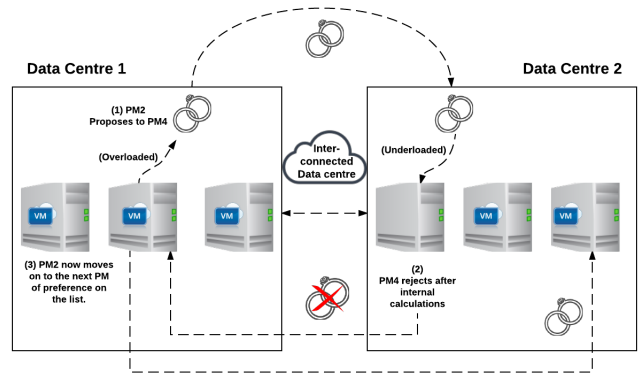 Data Centre 1
Data Centre 2
(1) PM2
Proposes to PM4
(Overloaded)
Inter-
connected
Data centre
(Underloaded)
VM
VM
VM
VM
VM
(3) PM2 now moves
on to the next PM
of preference on
the list.
(2)
PM4 rejects after
internal
calculations